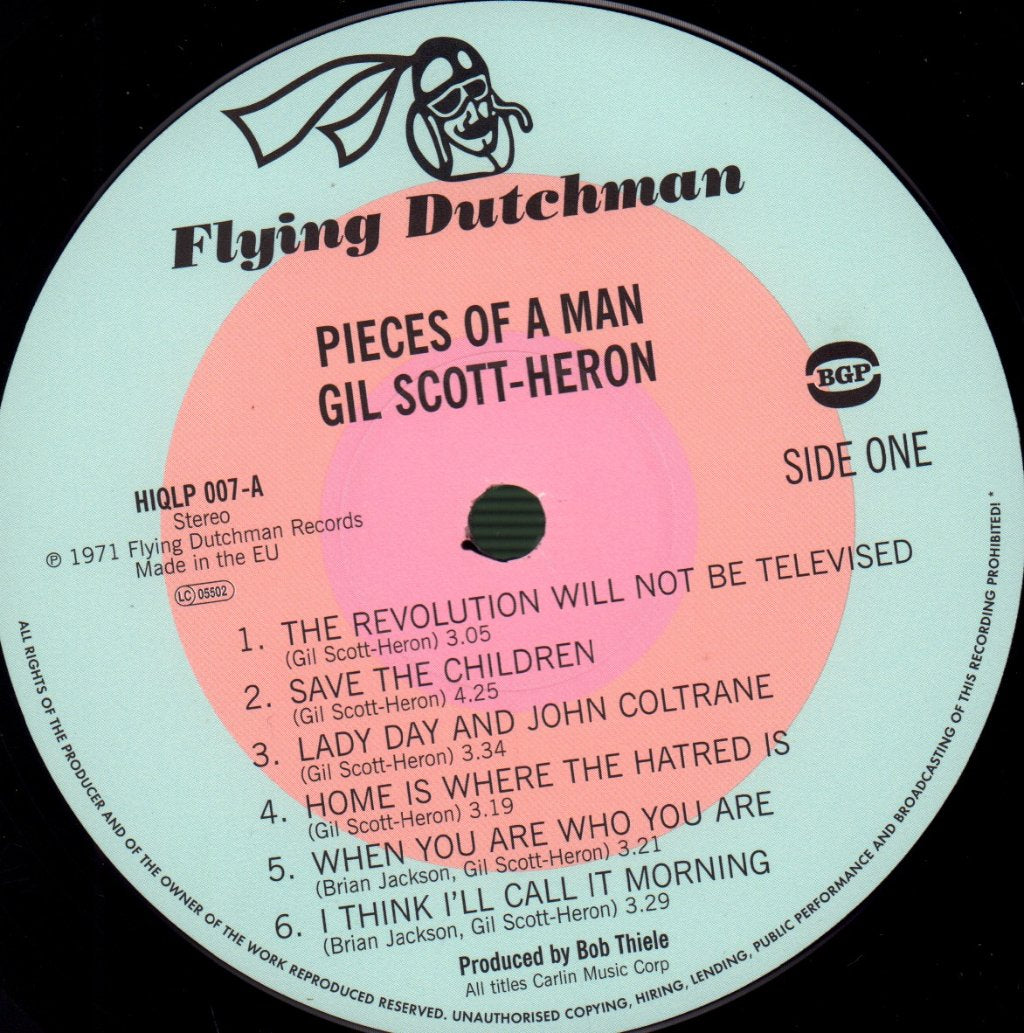 Flying Dutchman
PIECES OF A MAN
GIL SCOTT-HERON
BGP
SIDE ONE
HIQLP 007-A
Stereo
℗ 1971 Flying Dutchman Records
Made in the EU
LC 05502
1. THE REVOLUTION WILL NOT BE TELEVISED
(Gil Scott-Heron) 3.05
2. SAVE THE CHILDREN
(Gil Scott-Heron) 4.25
3. LADY DAY AND JOHN COLTRANE
(Gil Scott-Heron) 3.34
4. HOME IS WHERE THE HATRED IS
(Gil Scott-Heron) 3.19
5. WHEN YOU ARE WHO YOU ARE
(Brian Jackson, Gil Scott-Heron) 3.21
6. I THINK I'LL CALL IT MORNING
(Brian Jackson, Gil Scott-Heron) 3.29
Produced by Bob Thiele
All titles Carlin Music Corp
ALL RIGHTS OF THE PRODUCER AND OF THE OWNER OF THE WORK REPRODUCED RESERVED. UNAUTHORISED COPYING, HIRING, LENDING, PUBLIC PERFORMANCE AND BROADCASTING OF THIS RECORDING PROHIBITED! *